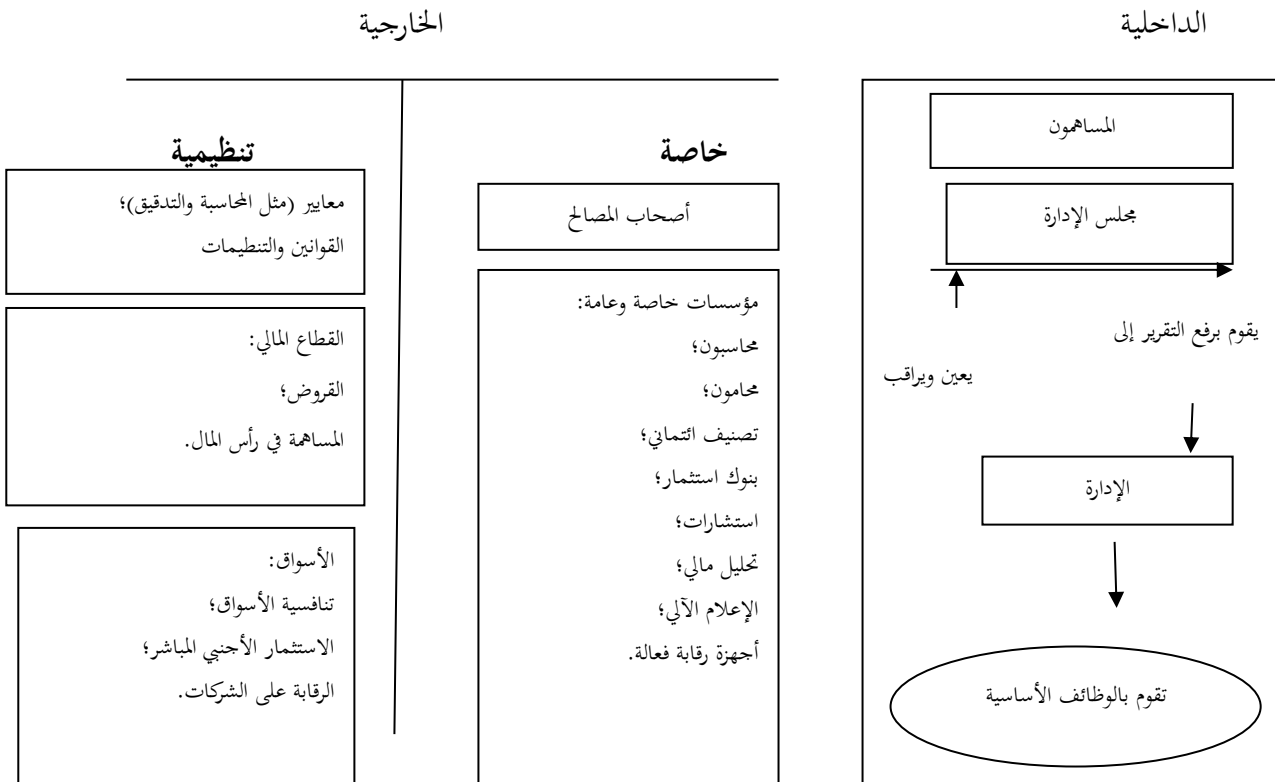 الداخلية
الخارجية
المساهمون
مجلس الإدارة
يقوم برفع التقرير إلى
يعين ويراقب
الإدارة
تقوم بالوظائف الأساسية
خاصة
أصحاب المصالح
مؤسسات خاصة وعامة:
محاسبون؛
محامون؛
تصنيف ائتماني؛
بنوك استثمار؛
استشارات؛
تحليل مالي؛
الإعلام الآلي؛
أجهزة رقابة فعالة.
تنظيمية
معايير (مثل المحاسبة والتدقيق)؛
القوانين والتنطيمات
القطاع المالي:
القروض؛
المساهمة في رأس المال.
الأسواق:
تنافسية الأسواق؛
الاستثمار الأجنبي المباشر؛
الرقابة على الشركات.